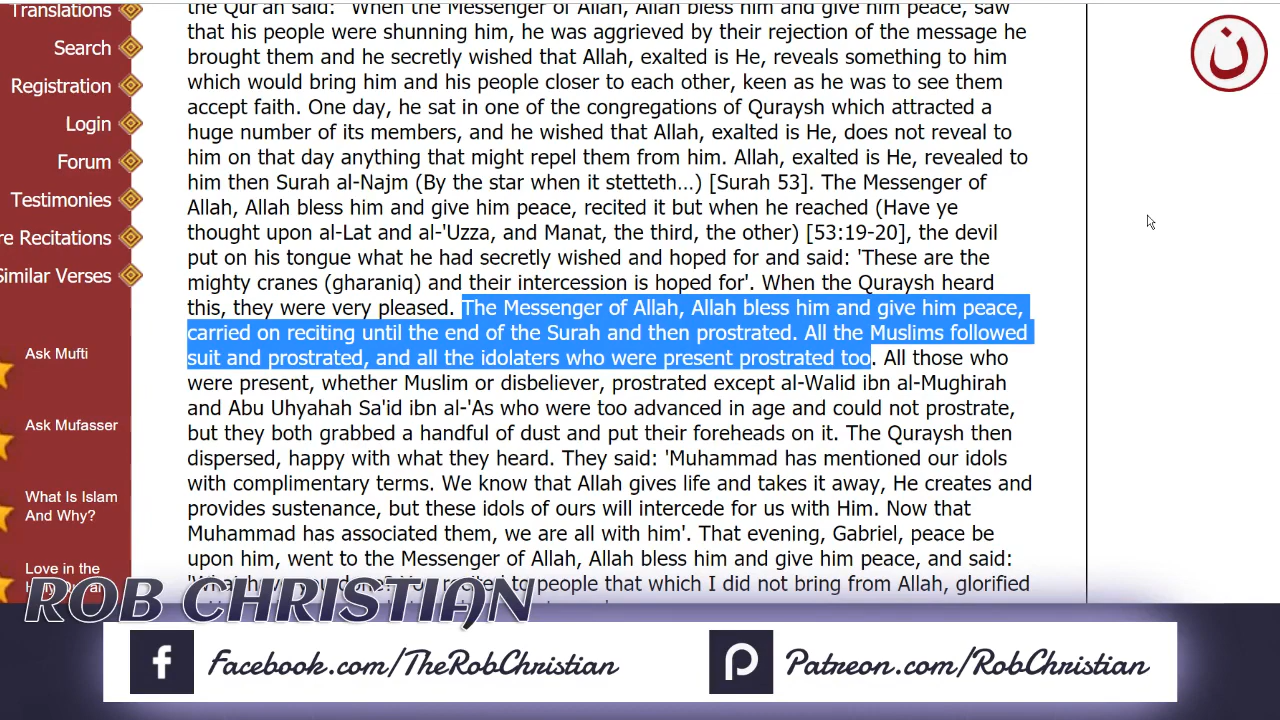 Translations
Search
Registration
Login
Forum
Testimonies
re Recitations
Similar Verses
Ask Mufti
Ask Mufasser
What Is Islam
And Why?
Love in the
the Qur'an said: "When the Messenger of Allah, Allah bless him and give him peace, saw
that his people were shunning him, he was aggrieved by their rejection of the message he
brought them and he secretly wished that Allah, exalted is He, reveals something to him
which would bring him and his people closer to each other, keen as he was to see them
accept faith. One day, he sat in one of the congregations of Quraysh which attracted a
huge number of its members, and he wished that Allah, exalted is He, does not reveal to
him on that day anything that might repel them from him. Allah, exalted is He, revealed to
him then Surah al-Najm (By the star when it stetteth…) [Surah 53]. The Messenger of
Allah, Allah bless him and give him peace, recited it but when he reached (Have ye
thought upon al-Lat and al-'Uzza, and Manat, the third, the other) [53:19-20], the devil
put on his tongue what he had secretly wished and hoped for and said: 'These are the
mighty cranes (gharaniq) and their intercession is hoped for'. When the Quraysh heard
this, they were very pleased. The Messenger of Allah, Allah bless him and give him peace,
carried on reciting until the end of the Surah and then prostrated. All the Muslims followed
suit and prostrated, and all the idolaters who were present prostrated too. All those who
were present, whether Muslim or disbeliever, prostrated except al-Walid ibn al-Mughirah
and Abu Uhyahah Sa'id ibn al-'As who were too advanced in age and could not prostrate,
but they both grabbed a handful of dust and put their foreheads on it. The Quraysh then
dispersed, happy with what they heard. They said: 'Muhammad has mentioned our idols
with complimentary terms. We know that Allah gives life and takes it away, He creates and
provides sustenance, but these idols of ours will intercede for us with Him. Now that
Muhammad has associated them, we are all with him'. That evening, Gabriel, peace be
upon him, went to the Messenger of Allah, Allah bless him and give him peace, and said:
to people that which I did not bring from Allah, glorified
ن
ROB CHRISTIAN
Facebook.com/TheRobChristian
Patreon.com/RobChristian